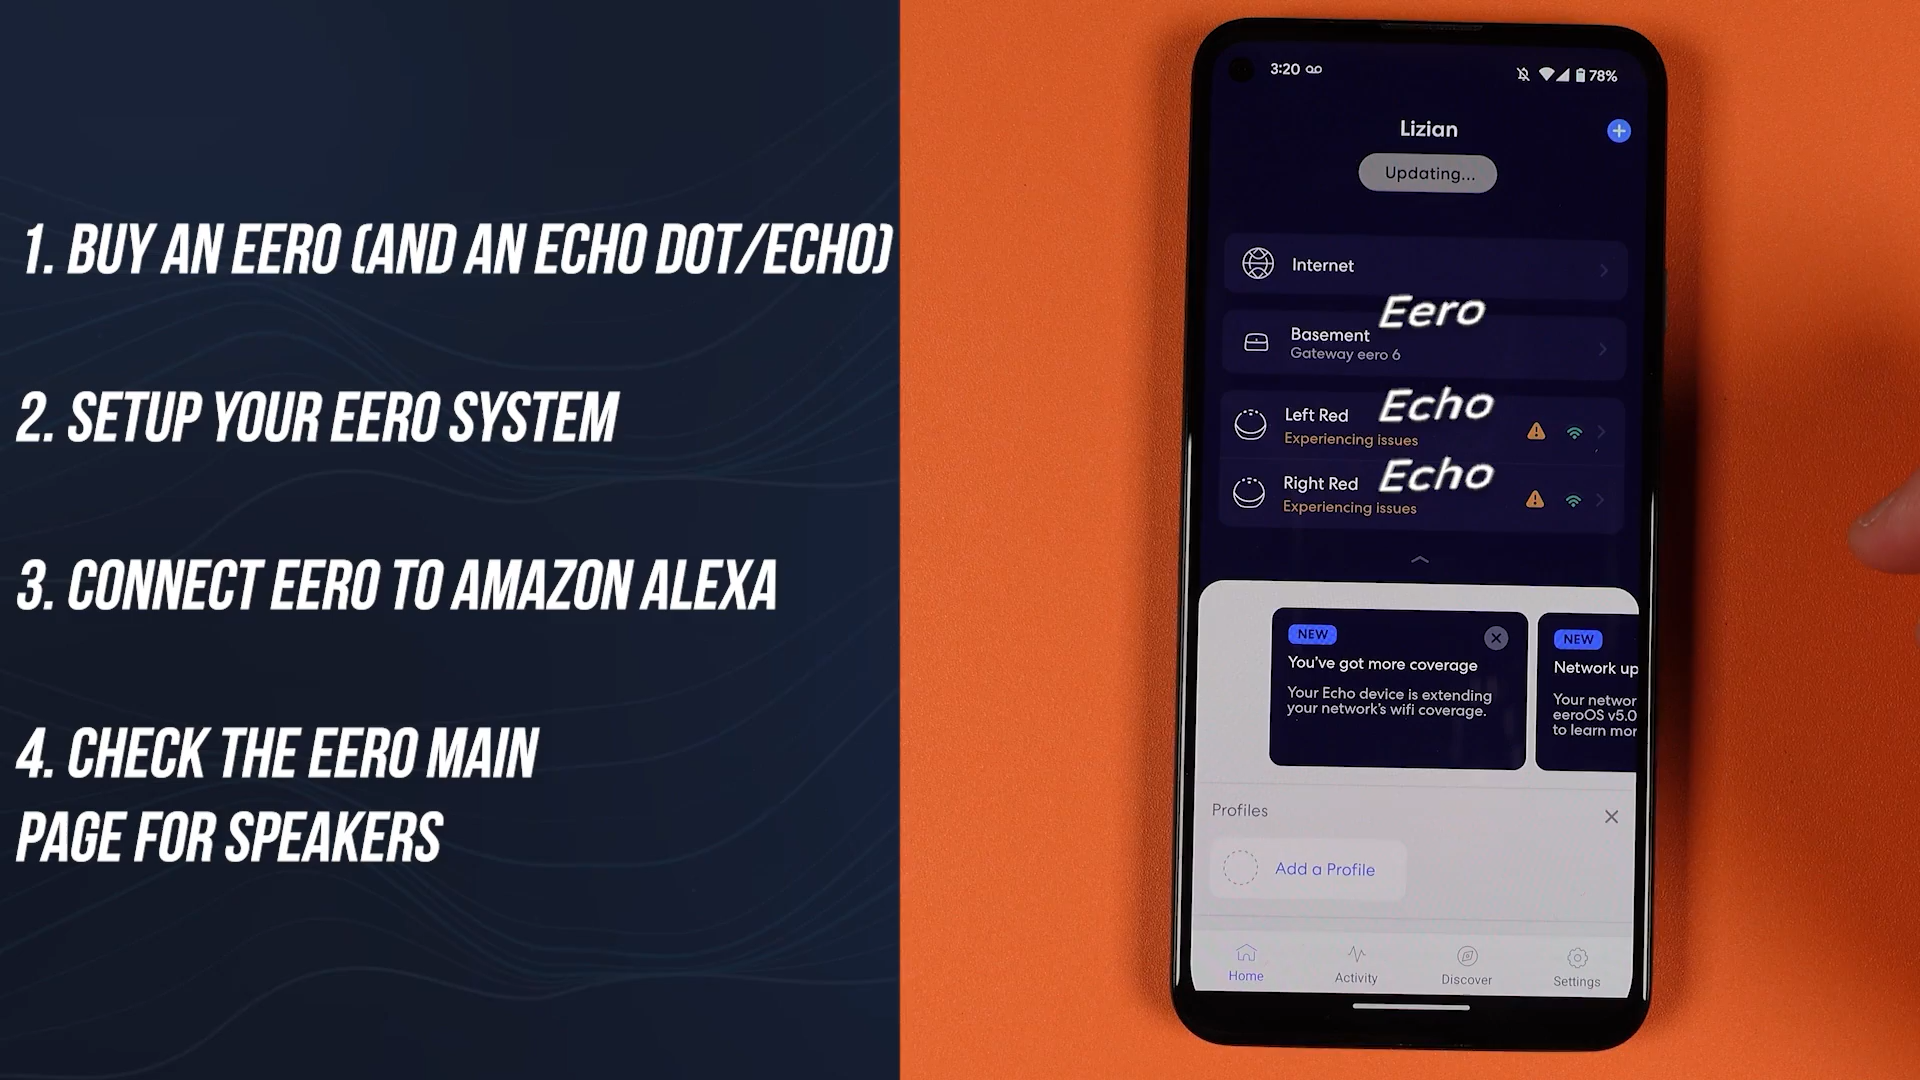 1. BUY AN EERO (AND AN ECHO DOT/ECHO)
2. SETUP YOUR EERO SYSTEM
3. CONNECT EERO TO AMAZON ALEXA
4. CHECK THE EERO MAIN
PAGE FOR SPEAKERS
3:20
78%
Lizian
Updating...
Internet
Eero
Basement
Gateway eero 6
Echo
Left Red
Experiencing issues
Echo
Right Red
Experiencing issues
NEW
You've got more coverage
Your Echo device is extending
your network's wifi coverage.
NEW
Network up
Your networ
eeroOS v5.0
to learn mor
Profiles
Add a Profile
Home
Activity
Discover
Settings